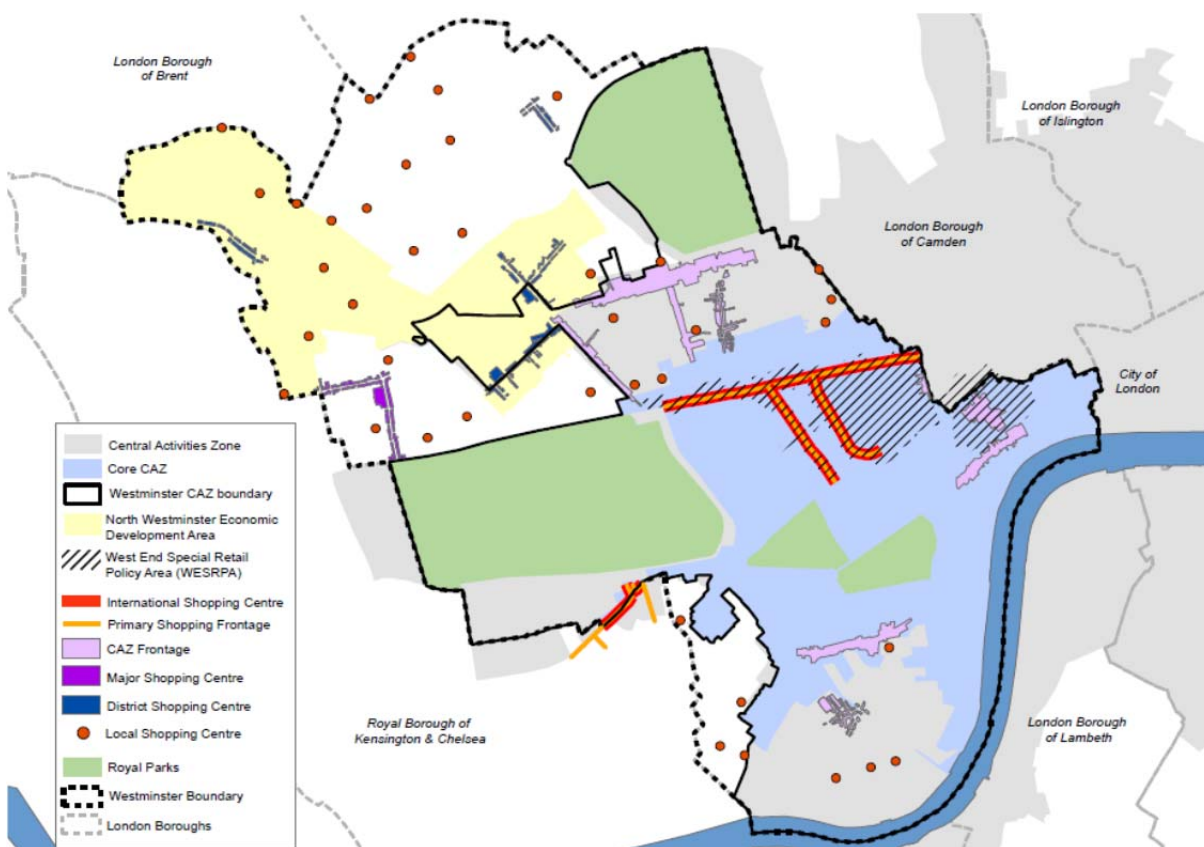 London Borough
of Brent
London Borough
of Islington
London Borough
of Camden
City of
London
Central Activities Zone
Core CAZ
Westminster CAZ boundary
North Westminster Economic
Development Area
West End Special Retail
Policy Area (WESRPA)
International Shopping Centre
Primary Shopping Frontage
CAZ Frontage
Major Shopping Centre
District Shopping Centre
Local Shopping Centre
Royal Parks
Westminster Boundary
London Boroughs
Royal Borough of
Kensington & Chelsea
London Borough
of Lambeth